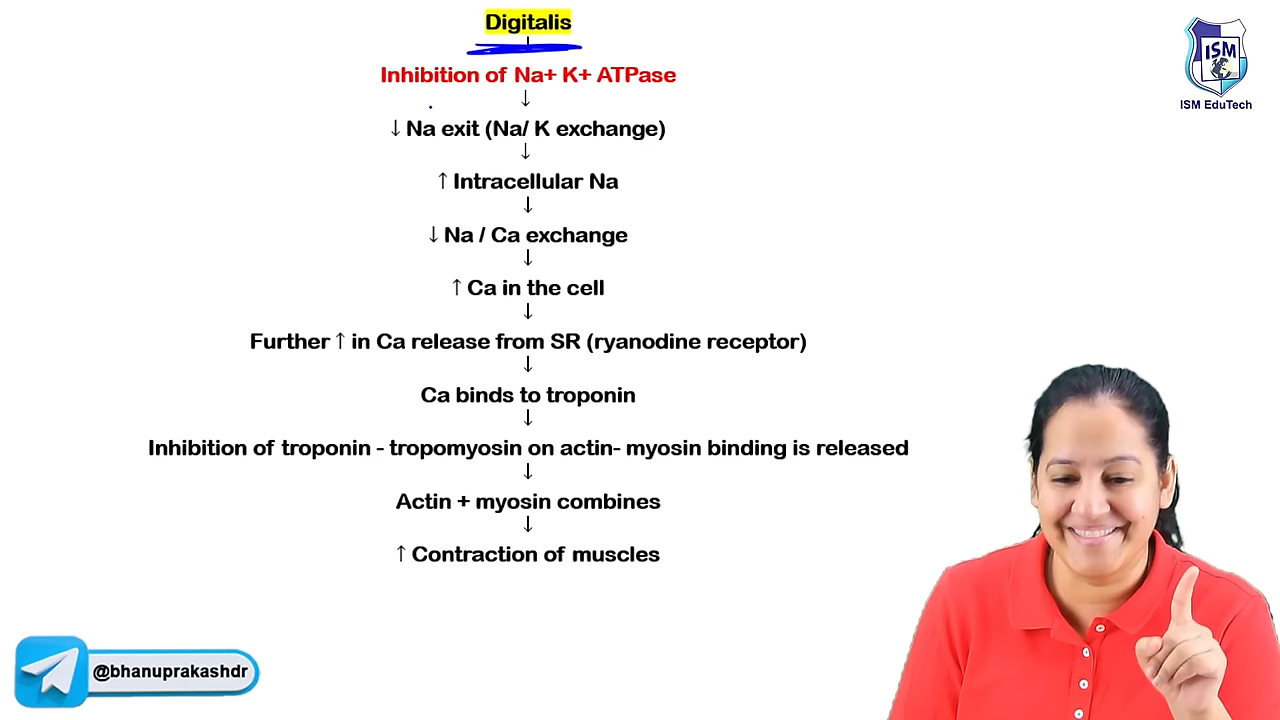 Digitalis
Inhibition of Na+ K+ ATPase
↓
↓ Na exit (Na/ K exchange)
↓
↑ Intracellular Na
↓
↓ Na / Ca exchange
↓
↑ Ca in the cell
↓
Further ↑ in Ca release from SR (ryanodine receptor)
↓
Ca binds to troponin
↓
Inhibition of troponin - tropomyosin on actin- myosin binding is released
↓
Actin + myosin combines
↓
↑ Contraction of muscles
ISM
ISM EduTech
@bhanuprakashdr